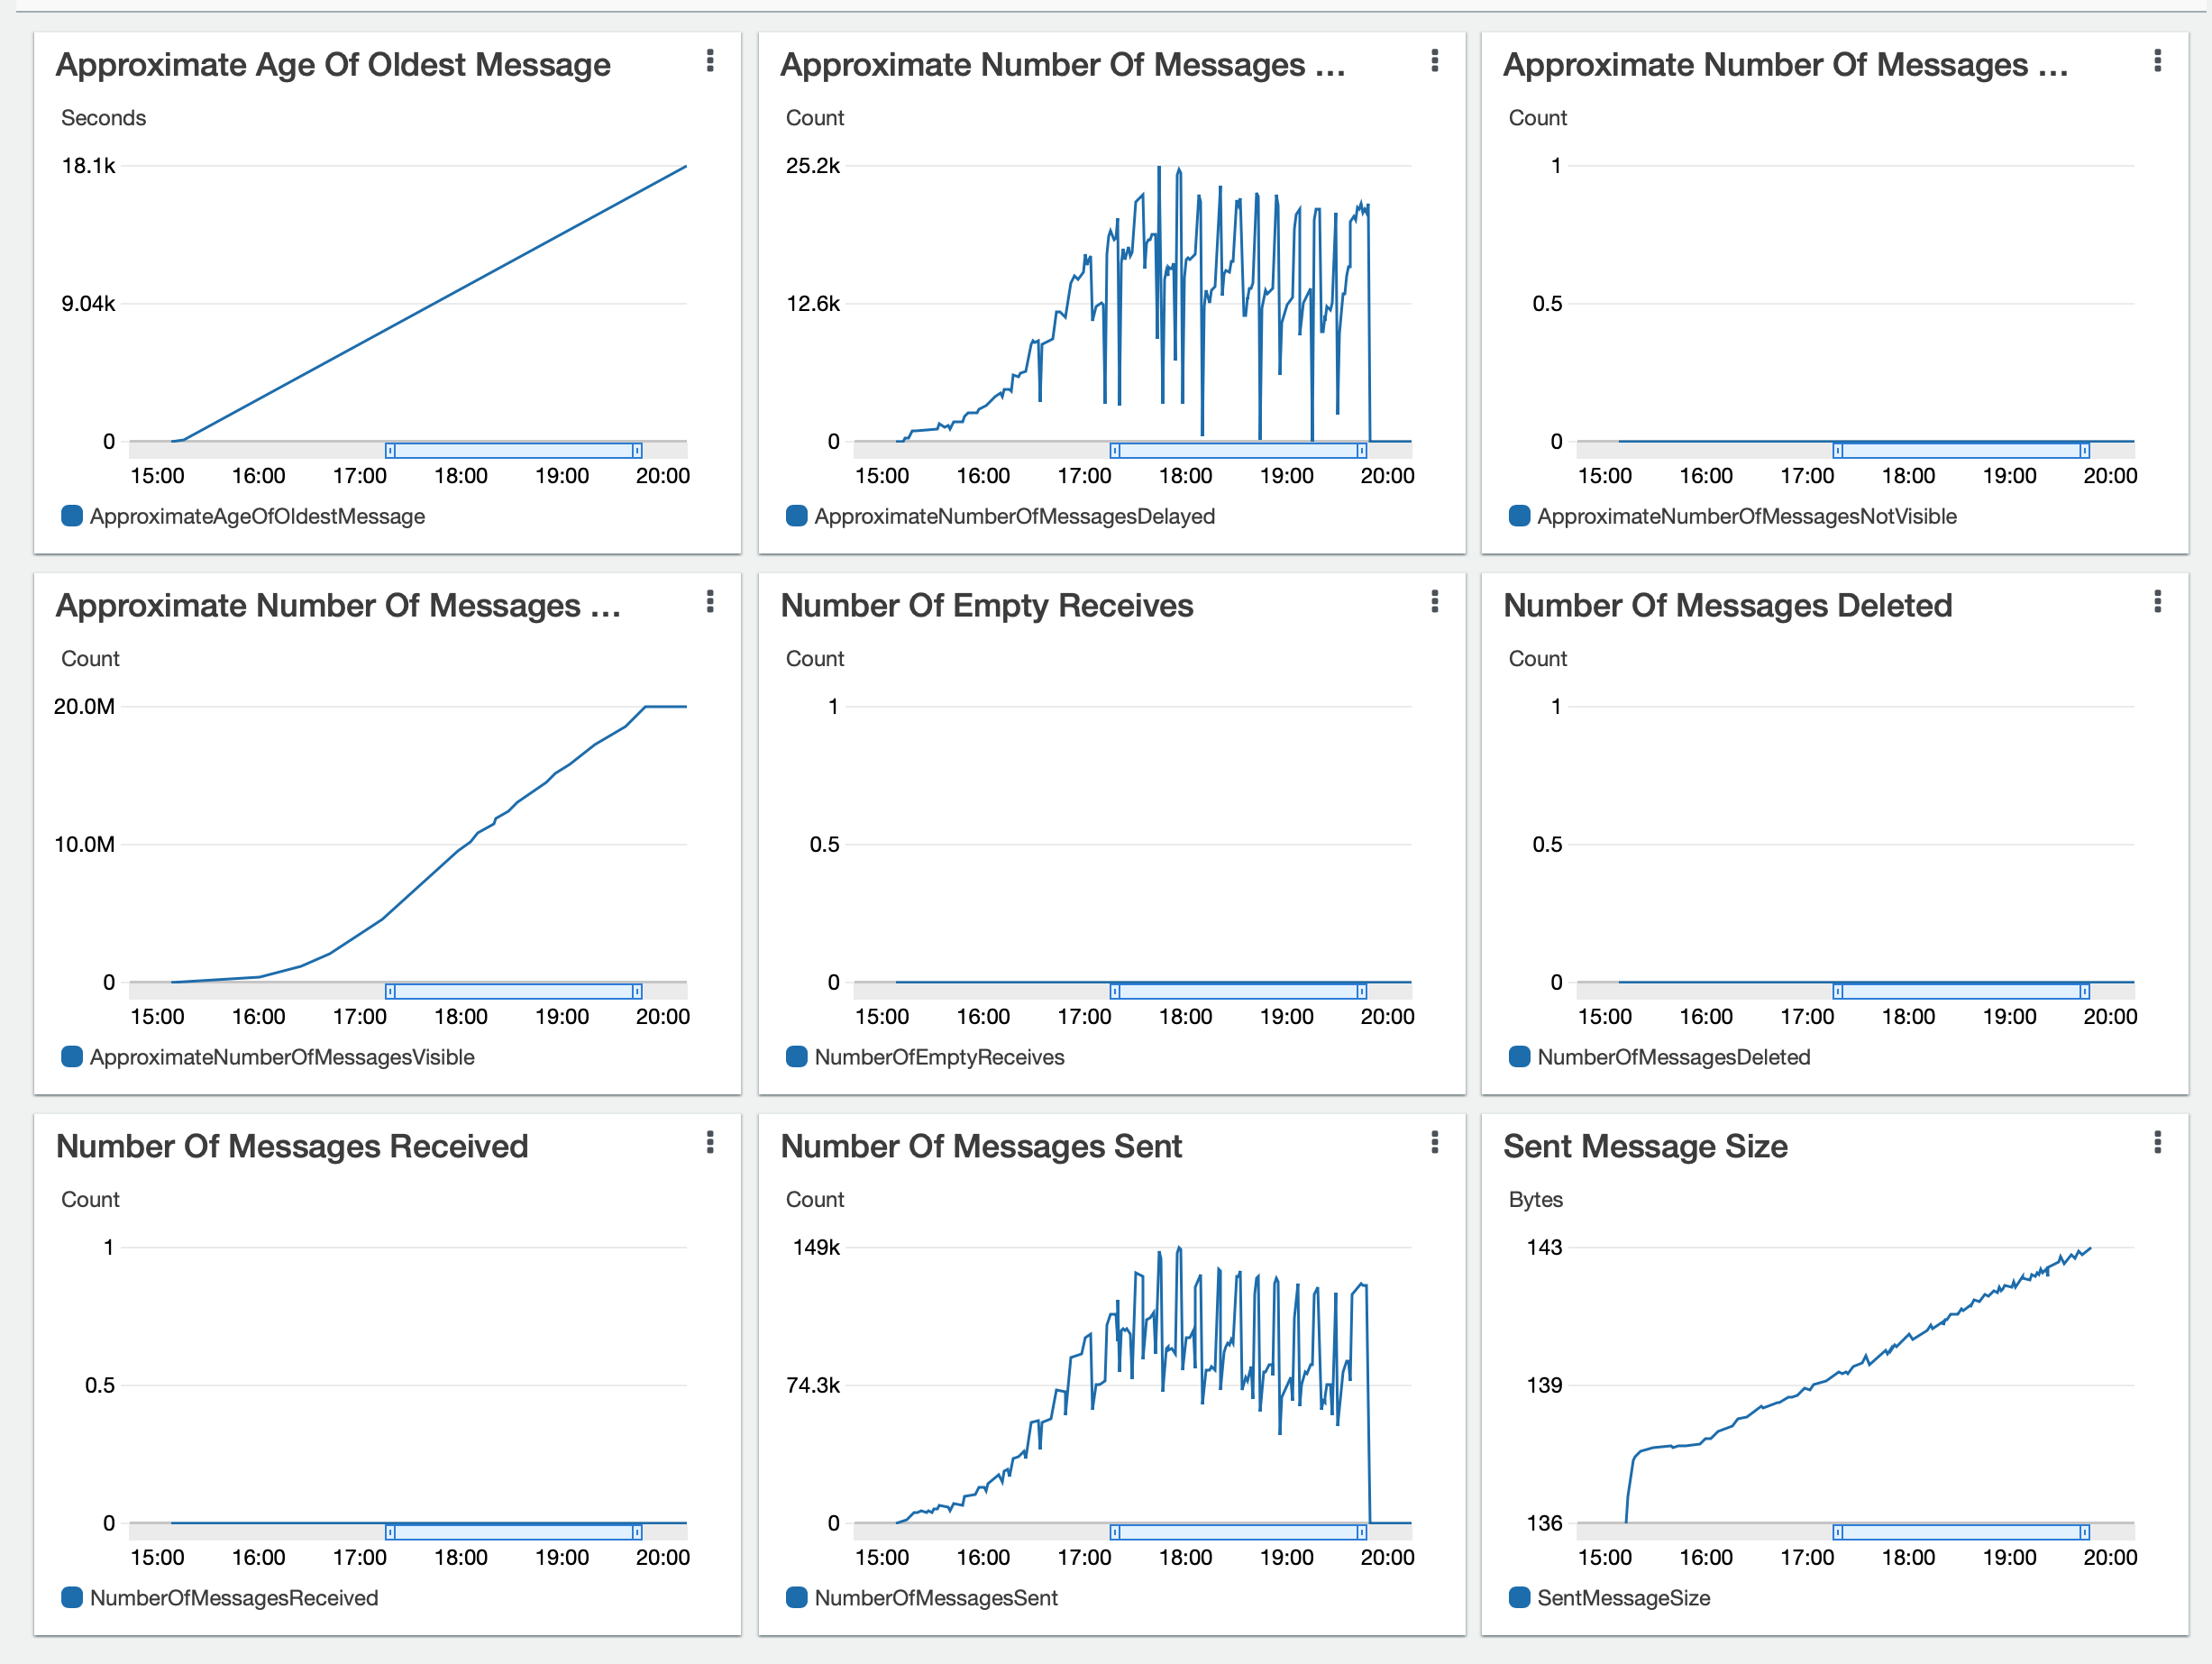 Approximate Age Of Oldest Message
Seconds
18.1k
9.04k
0
15:00 16:00 17:00 18:00 19:00 20:00
ApproximateAgeOfOldestMessage
Approximate Number Of Messages ...
Count
25.2k
12.6k
0
15:00 16:00 17:00 18:00 19:00 20:00
ApproximateNumberOfMessagesDelayed
Approximate Number Of Messages ...
Count
1
0.5
0
15:00 16:00 17:00 18:00 19:00 20:00
ApproximateNumberOfMessagesNotVisible
Approximate Number Of Messages ...
Count
20.0M
10.0M
0
15:00 16:00 17:00 18:00 19:00 20:00
ApproximateNumberOfMessagesVisible
Number Of Empty Receives
Count
1
0.5
0
15:00 16:00 17:00 18:00 19:00 20:00
NumberOfEmptyReceives
Number Of Messages Deleted
Count
1
0.5
0
15:00 16:00 17:00 18:00 19:00 20:00
NumberOfMessagesDeleted
Number Of Messages Received
Count
1
0.5
0
15:00 16:00 17:00 18:00 19:00 20:00
NumberOfMessagesReceived
Number Of Messages Sent
Count
149k
74.3k
0
15:00 16:00 17:00 18:00 19:00 20:00
NumberOfMessagesSent
Sent Message Size
Bytes
143
139
136
15:00 16:00 17:00 18:00 19:00 20:00
SentMessageSize